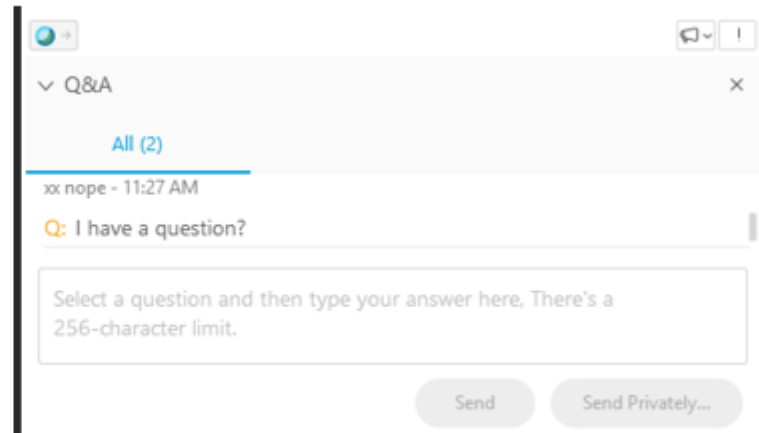 !
Q&A
All (2)
xx nope - 11:27 AM
Q: I have a question?
Select a question and then type your answer here, There's a
256-character limit.
Send
Send Privately...